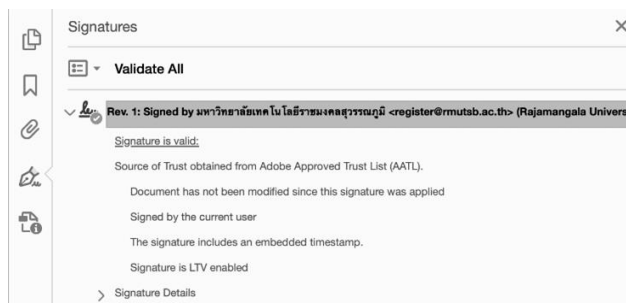 Signatures
Validate All
Rev. 1: Signed by มหาวิทยาลัยเทคโนโลยีราชมงคลสุวรรณภูมิ <register@rmutsb.ac.th> (Rajamangala Univers
Signature is valid:
Source of Trust obtained from Adobe Approved Trust List (AATL).
Document has not been modified since this signature was applied
Signed by the current user
The signature includes an embedded timestamp.
Signature is LTV enabled
Signature Details